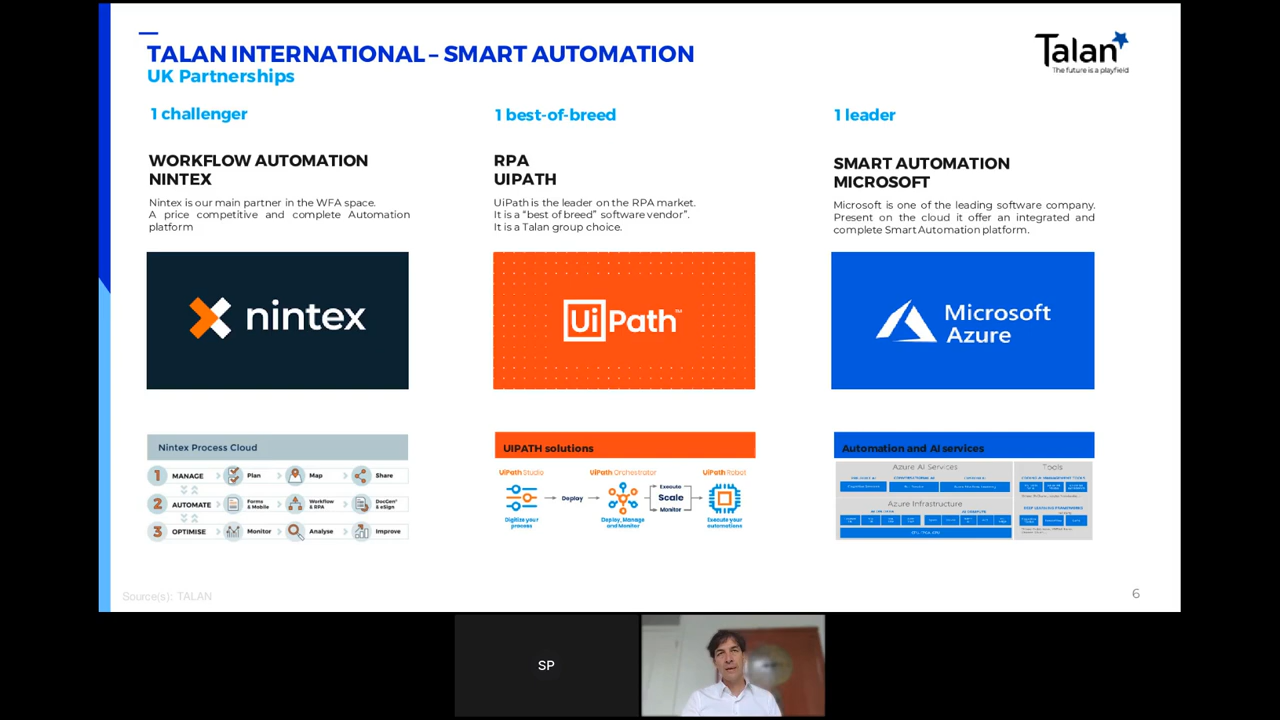 TALAN INTERNATIONAL – SMART AUTOMATION
UK Partnerships
Talan
The future is a playfield
1 challenger
WORKFLOW AUTOMATION
NINTEX
Nintex is our main partner in the WFA space.
A price competitive and complete Automation
platform
nintex
Nintex Process Cloud
1 MANAGE Plan Map Share
2 AUTOMATE Forms & Mobile Workflow & RPA DocGen® & eSign
3 OPTIMISE Monitor Analyse Improve
1 best-of-breed
RPA
UIPATH
UiPath is the leader on the RPA market.
It is a “best of breed” software vendor”.
It is a Talan group choice.
UiPath™
UIPATH solutions
UiPath Studio UiPath Orchestrator UiPath Robot
Deploy
Execute
Scale
Monitor
Digitize your
process
Deploy, Manage
and Monitor
Execute your
automations
1 leader
SMART AUTOMATION
MICROSOFT
Microsoft is one of the leading software company.
Present on the cloud it offer an integrated and
complete Smart Automation platform.
Microsoft
Azure
Automation and AI services
Azure AI Services
Tools
Azure Infrastructure
Source(s): TALAN
6
SP